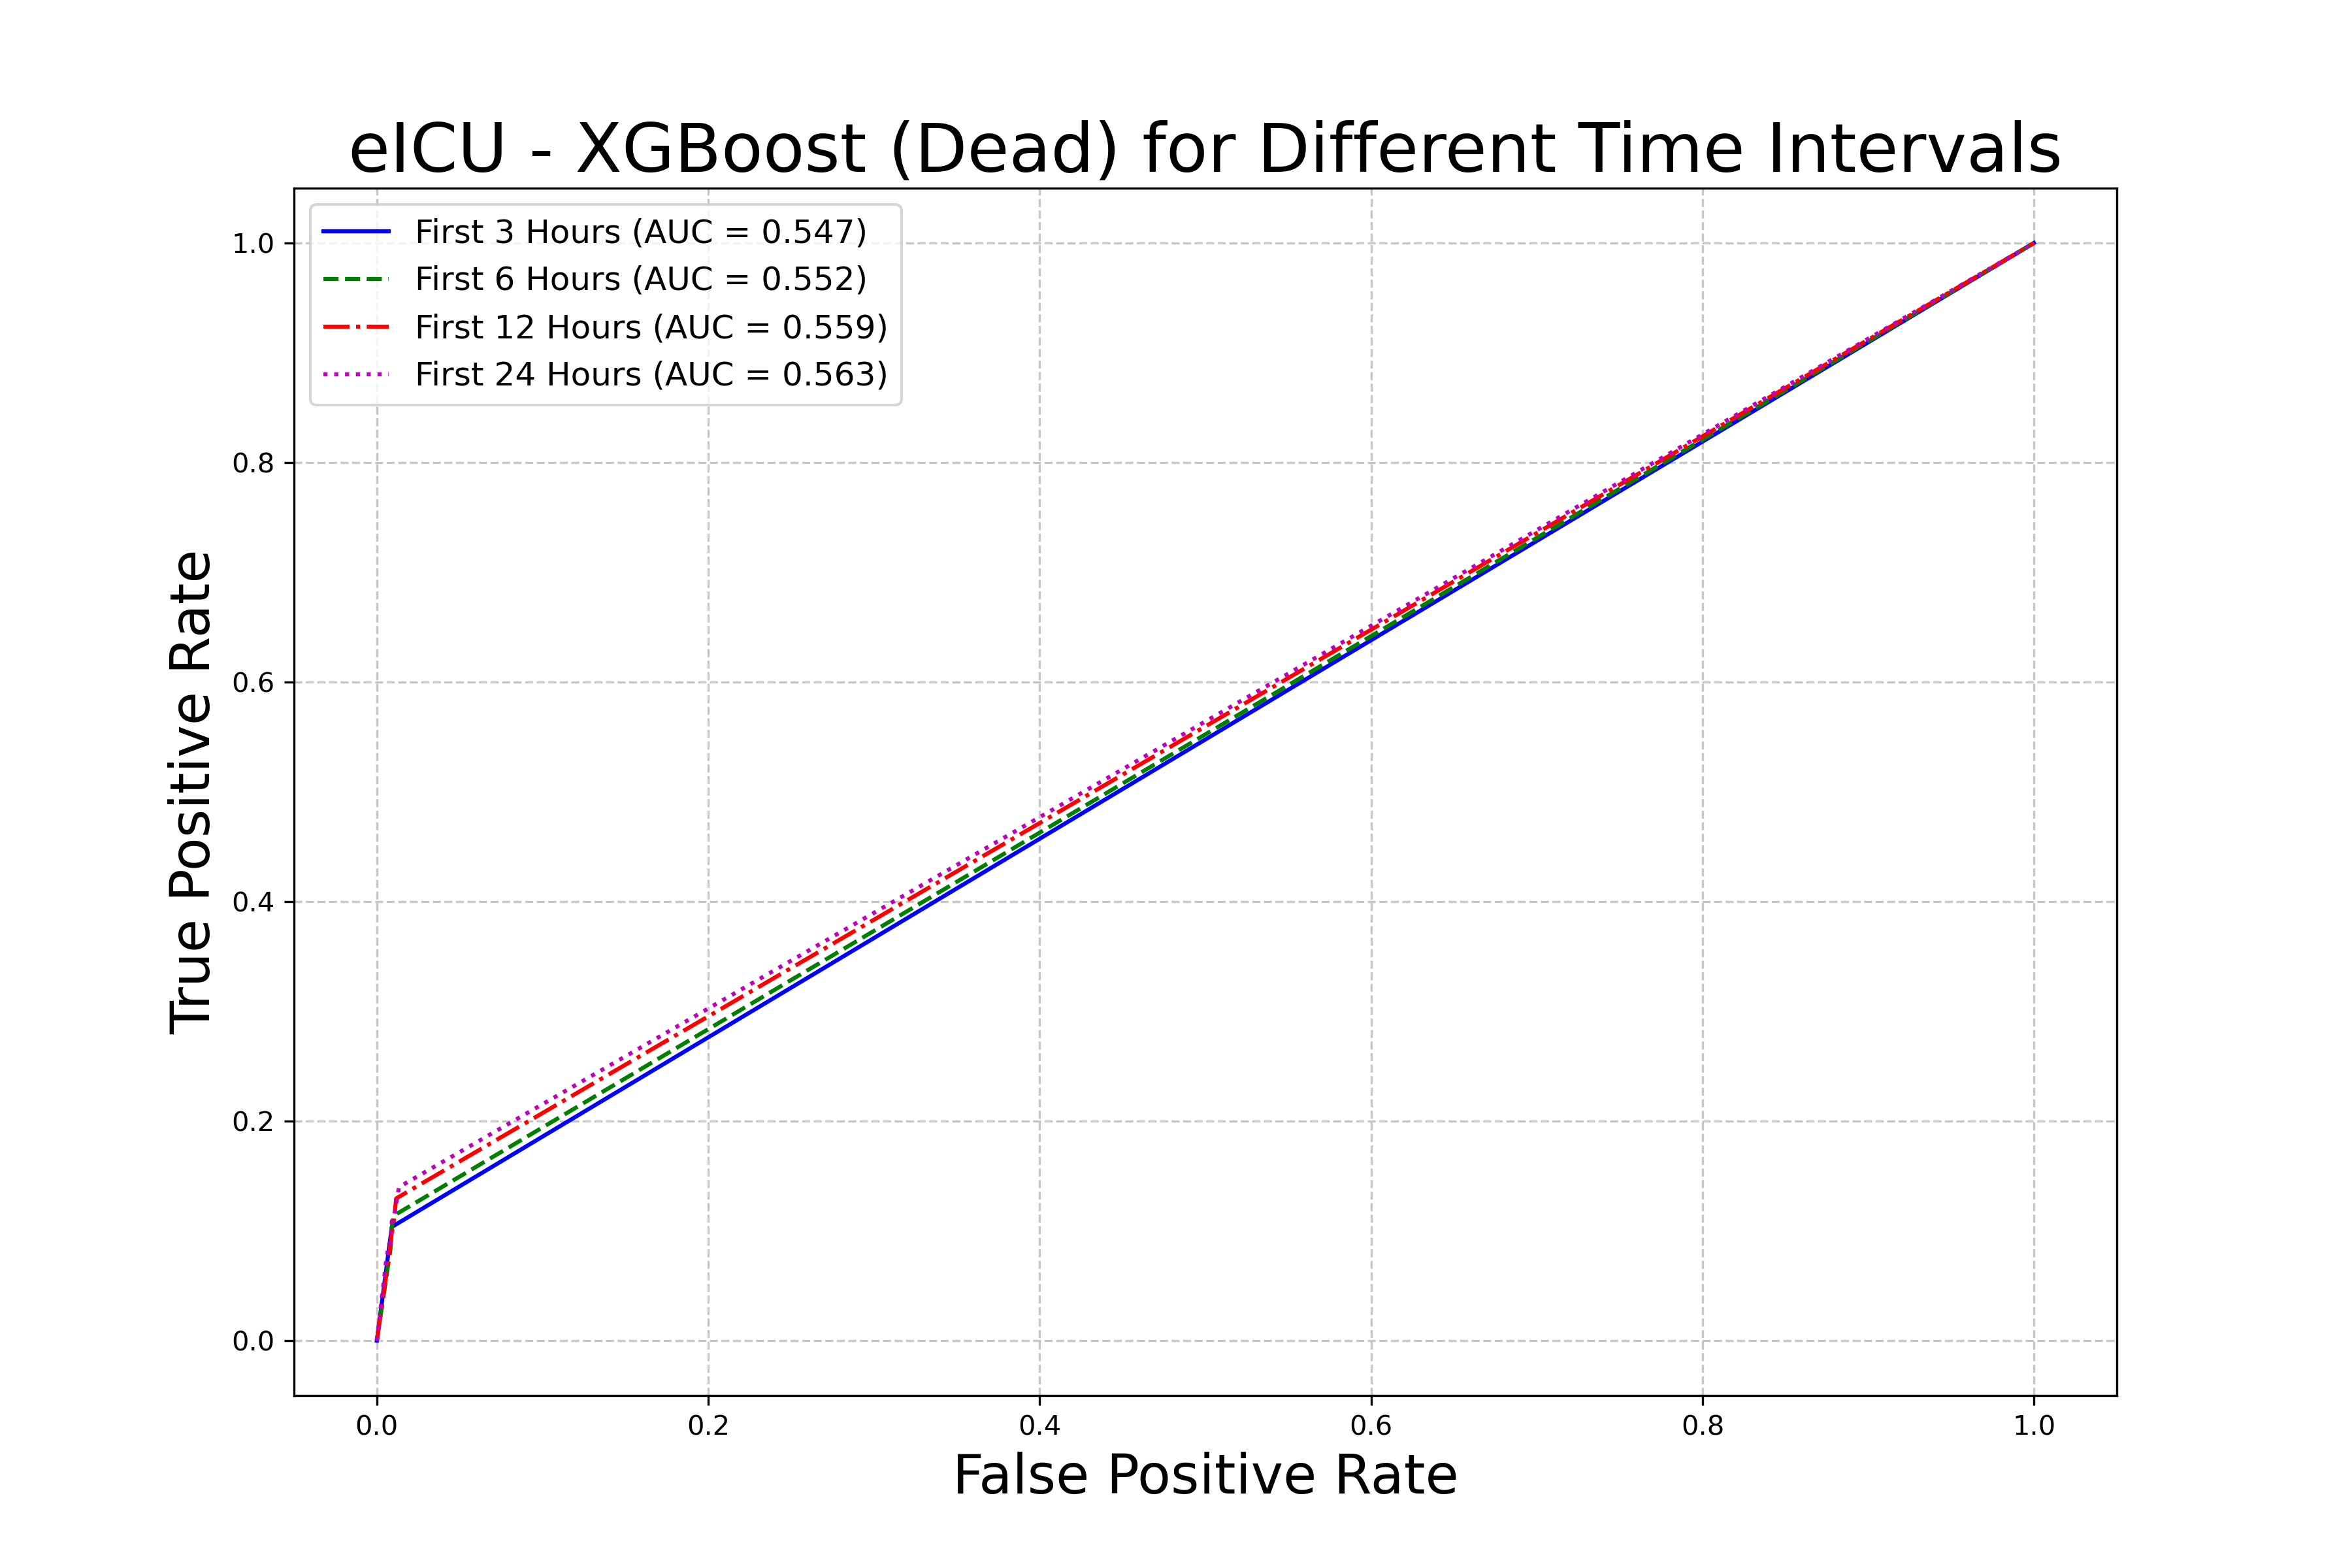 eICU - XGBoost (Dead) for Different Time Intervals
First 3 Hours (AUC = 0.547)
First 6 Hours (AUC = 0.552)
First 12 Hours (AUC = 0.559)
First 24 Hours (AUC = 0.563)
True Positive Rate
1.0
0.8
0.6
0.4
0.2
0.0
0.0 0.2 0.4 0.6 0.8 1.0
False Positive Rate